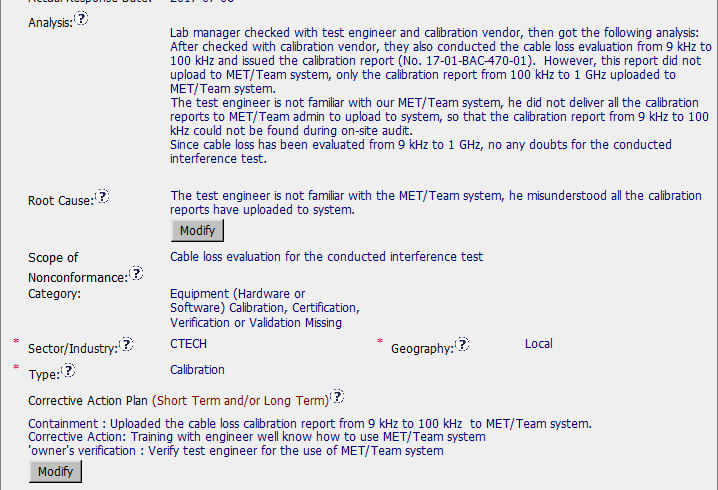 Actual Response Date: 2017-07-06
Analysis:?
Lab manager checked with test engineer and calibration vendor, then got the following analysis:
After checked with calibration vendor, they also conducted the cable loss evaluation from 9 kHz to
100 kHz and issued the calibration report (No. 17-01-BAC-470-01).  However, this report did not
upload to MET/Team system, only the calibration report from 100 kHz to 1 GHz uploaded to
MET/Team system.
The test engineer is not familiar with our MET/Team system, he did not deliver all the calibration
reports to MET/Team admin to upload to system, so that the calibration report from 9 kHz to 100
kHz could not be found during on-site audit.
Since cable loss has been evaluated from 9 kHz to 1 GHz, no any doubts for the conducted
interference test.
Root Cause:?
The test engineer is not familiar with the MET/Team system, he misunderstood all the calibration
reports have uploaded to system.
Modify
Scope of
Nonconformance:?
Cable loss evaluation for the conducted interference test
Category:
Equipment (Hardware or
Software) Calibration, Certification,
Verification or Validation Missing
* Sector/Industry:? CTECH * Geography:? Local
* Type:? Calibration
Corrective Action Plan (Short Term and/or Long Term)?
Containment : Uploaded the cable loss calibration report from 9 kHz to 100 kHz  to MET/Team system.
Corrective Action: Training with engineer well know how to use MET/Team system
'owner's verification : Verify test engineer for the use of MET/Team system
Modify